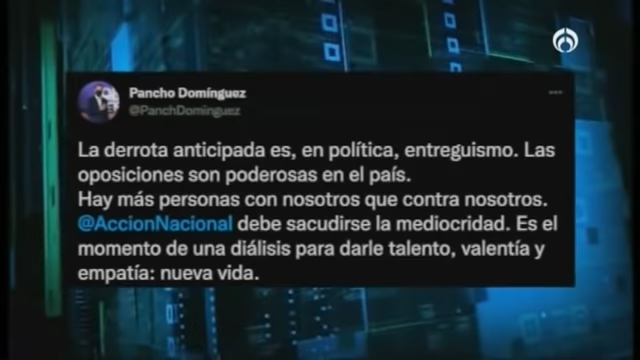 Pancho Domínguez
@PanchDominguez
La derrota anticipada es, en política, entreguismo. Las
oposiciones son poderosas en el país.
Hay más personas con nosotros que contra nosotros.
@AccionNacional debe sacudirse la mediocridad. Es el
momento de una diálisis para darle talento, valentía y
empatía: nueva vida.